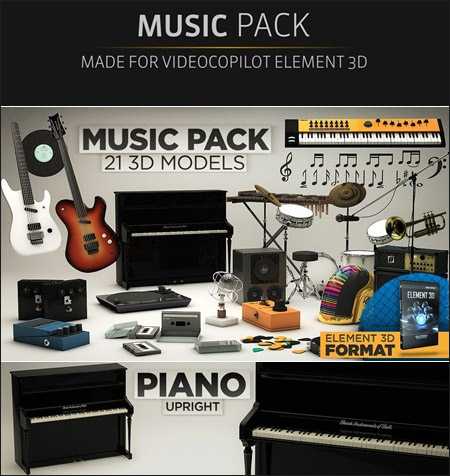 MUSIC PACK
MADE FOR VIDEOCOPILOT ELEMENT 3D
MUSIC PACK
21 3D MODELS
ELEMENT 3D
ELEMENT 3D
FORMAT
PIANO
UPRIGHT